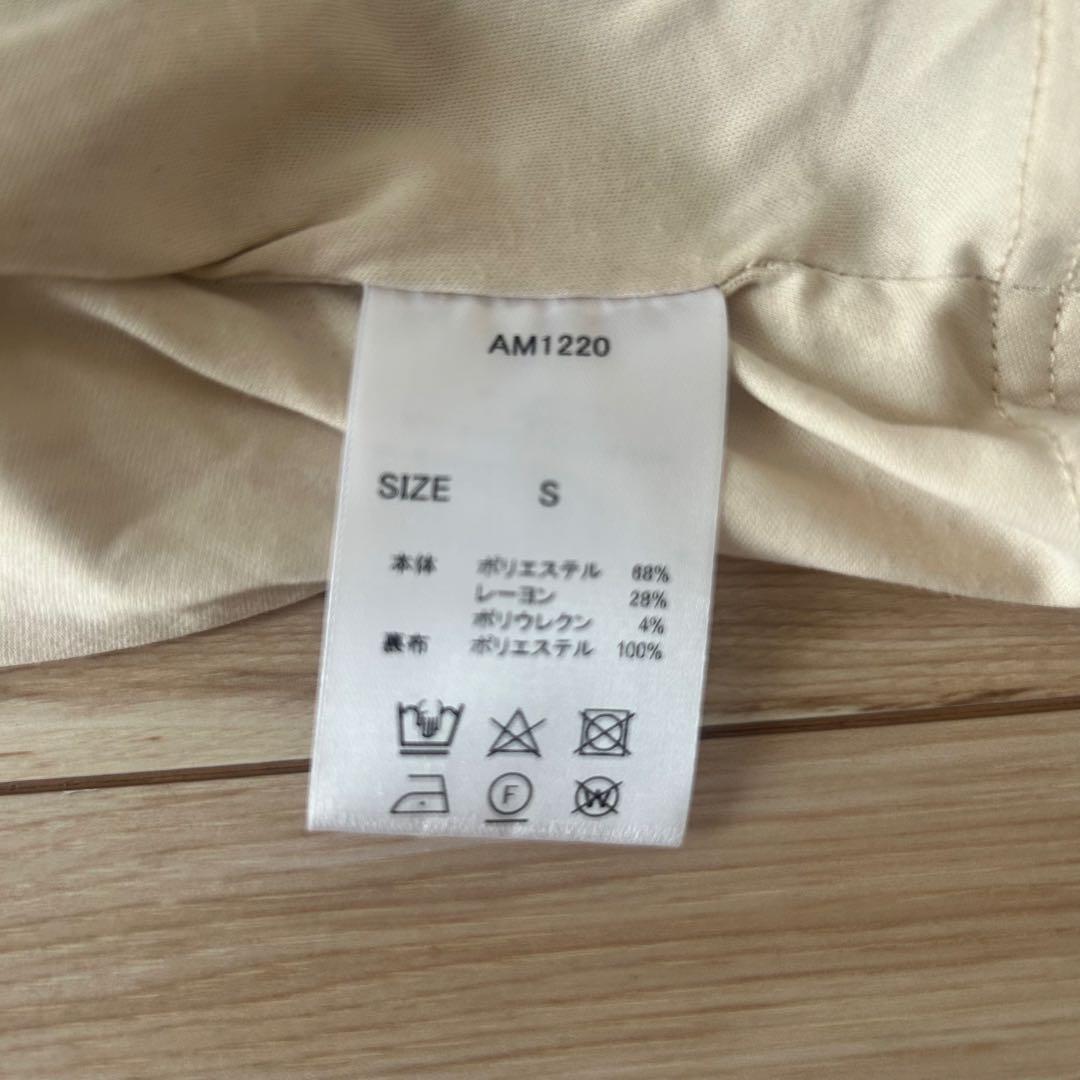 AM1220
SIZE S
本体 ポリエステル 68%
レーヨン 28%
ポリウレタン 4%
裏布 ポリエステル 100%
F W